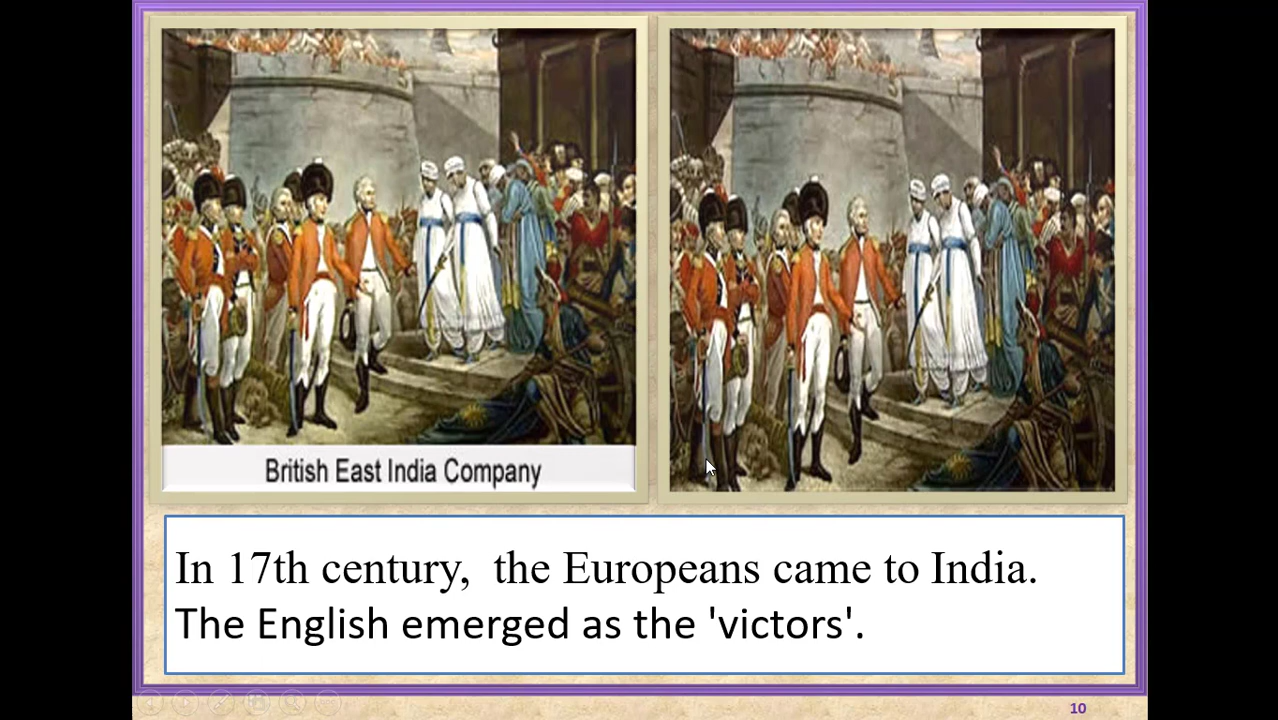 British East India Company
In 17th century,  the Europeans came to India.
The English emerged as the 'victors'.
10